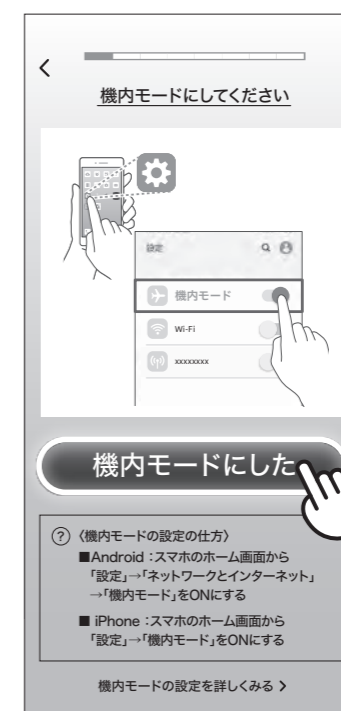 機内モードにしてください
設定
機内モード
Wi-Fi
xxxxxxxx
機内モードにした
? 〈機内モードの設定の仕方〉
■Android：スマホのホーム画面から
「設定」→「ネットワークとインターネット」
→「機内モード」をONにする
■ iPhone：スマホのホーム画面から
「設定」→「機内モード」をONにする
機内モードの設定を詳しくみる >